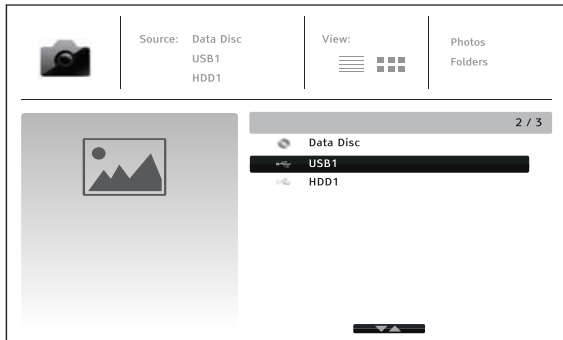 Source: Data Disc
USB1
HDD1
View:
Photos
Folders
2 / 3
Data Disc
USB1
HDD1